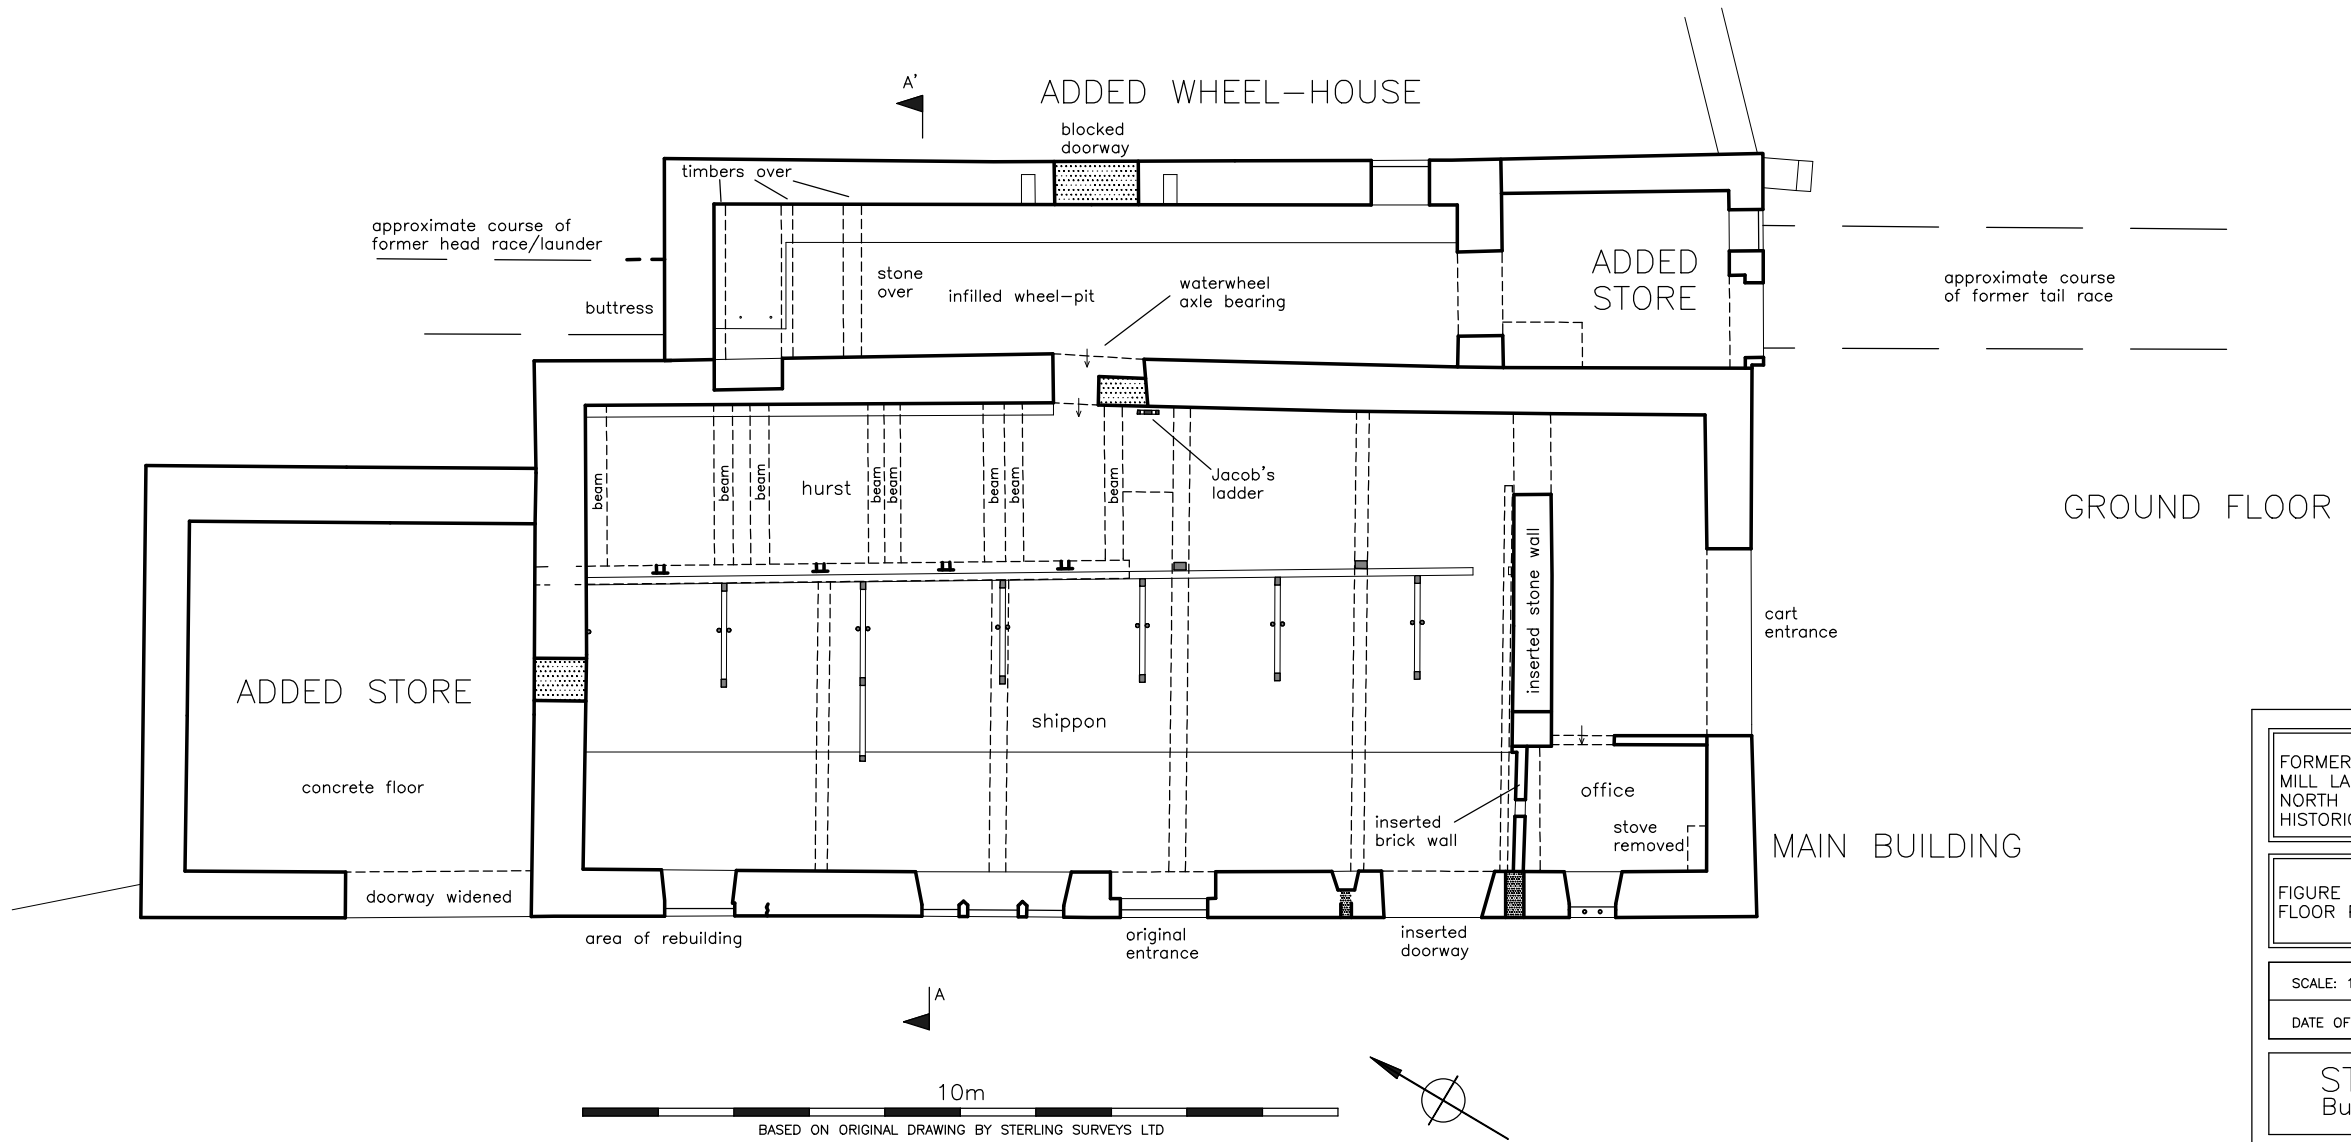 A'
ADDED WHEEL-HOUSE
blocked
doorway
timbers over
approximate course of
former head race/launder
buttress
stone
over
infilled wheel-pit
waterwheel
axle bearing
ADDED
STORE
approximate course
of former tail race
beam
beam
beam
hurst
beam
beam
beam
beam
beam
Jacob's
ladder
GROUND FLOOR
inserted stone wall
cart
entrance
ADDED STORE
shippon
concrete floor
office
inserted
brick wall
stove
removed
MAIN BUILDING
doorway widened
area of rebuilding
original
entrance
inserted
doorway
A
10m
BASED ON ORIGINAL DRAWING BY STERLING SURVEYS LTD
FORMER
MILL LA
NORTH
HISTORIC
FIGURE
FLOOR
SCALE: 1
DATE OF
ST
Bu